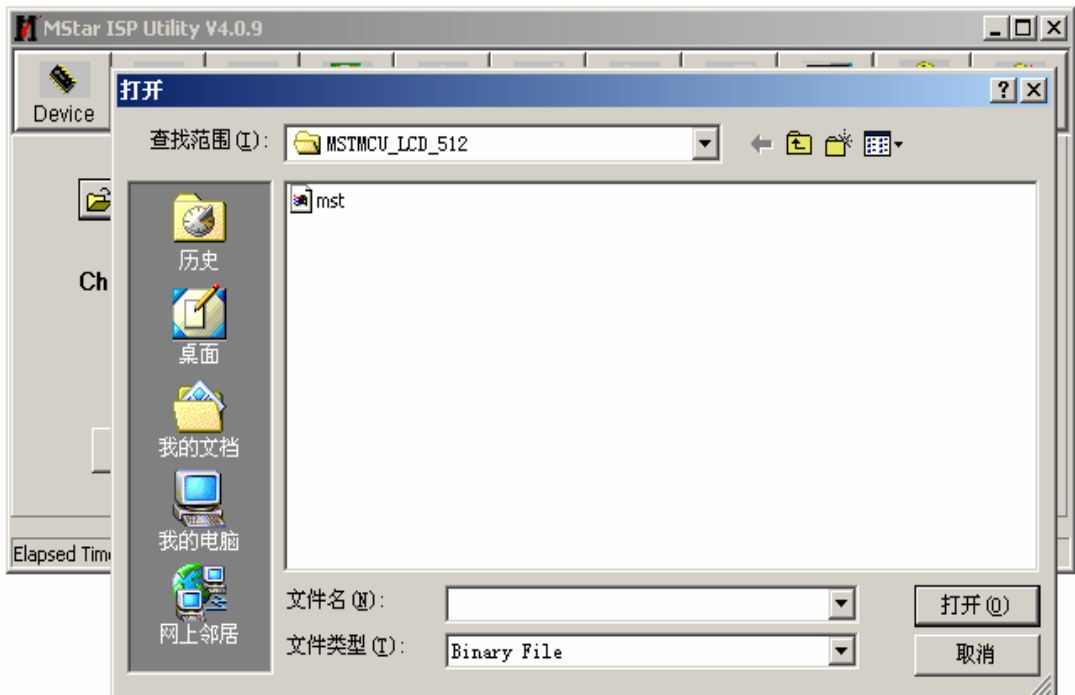 MStar ISP Utility V4.0.9
Device
打开
查找范围(I):
MSTMCU_LCD_512
mst
历史
桌面
我的文档
我的电脑
网上邻居
Ch
Elapsed Tim
文件名(N):
打开(O)
文件类型(T):
Binary File
取消